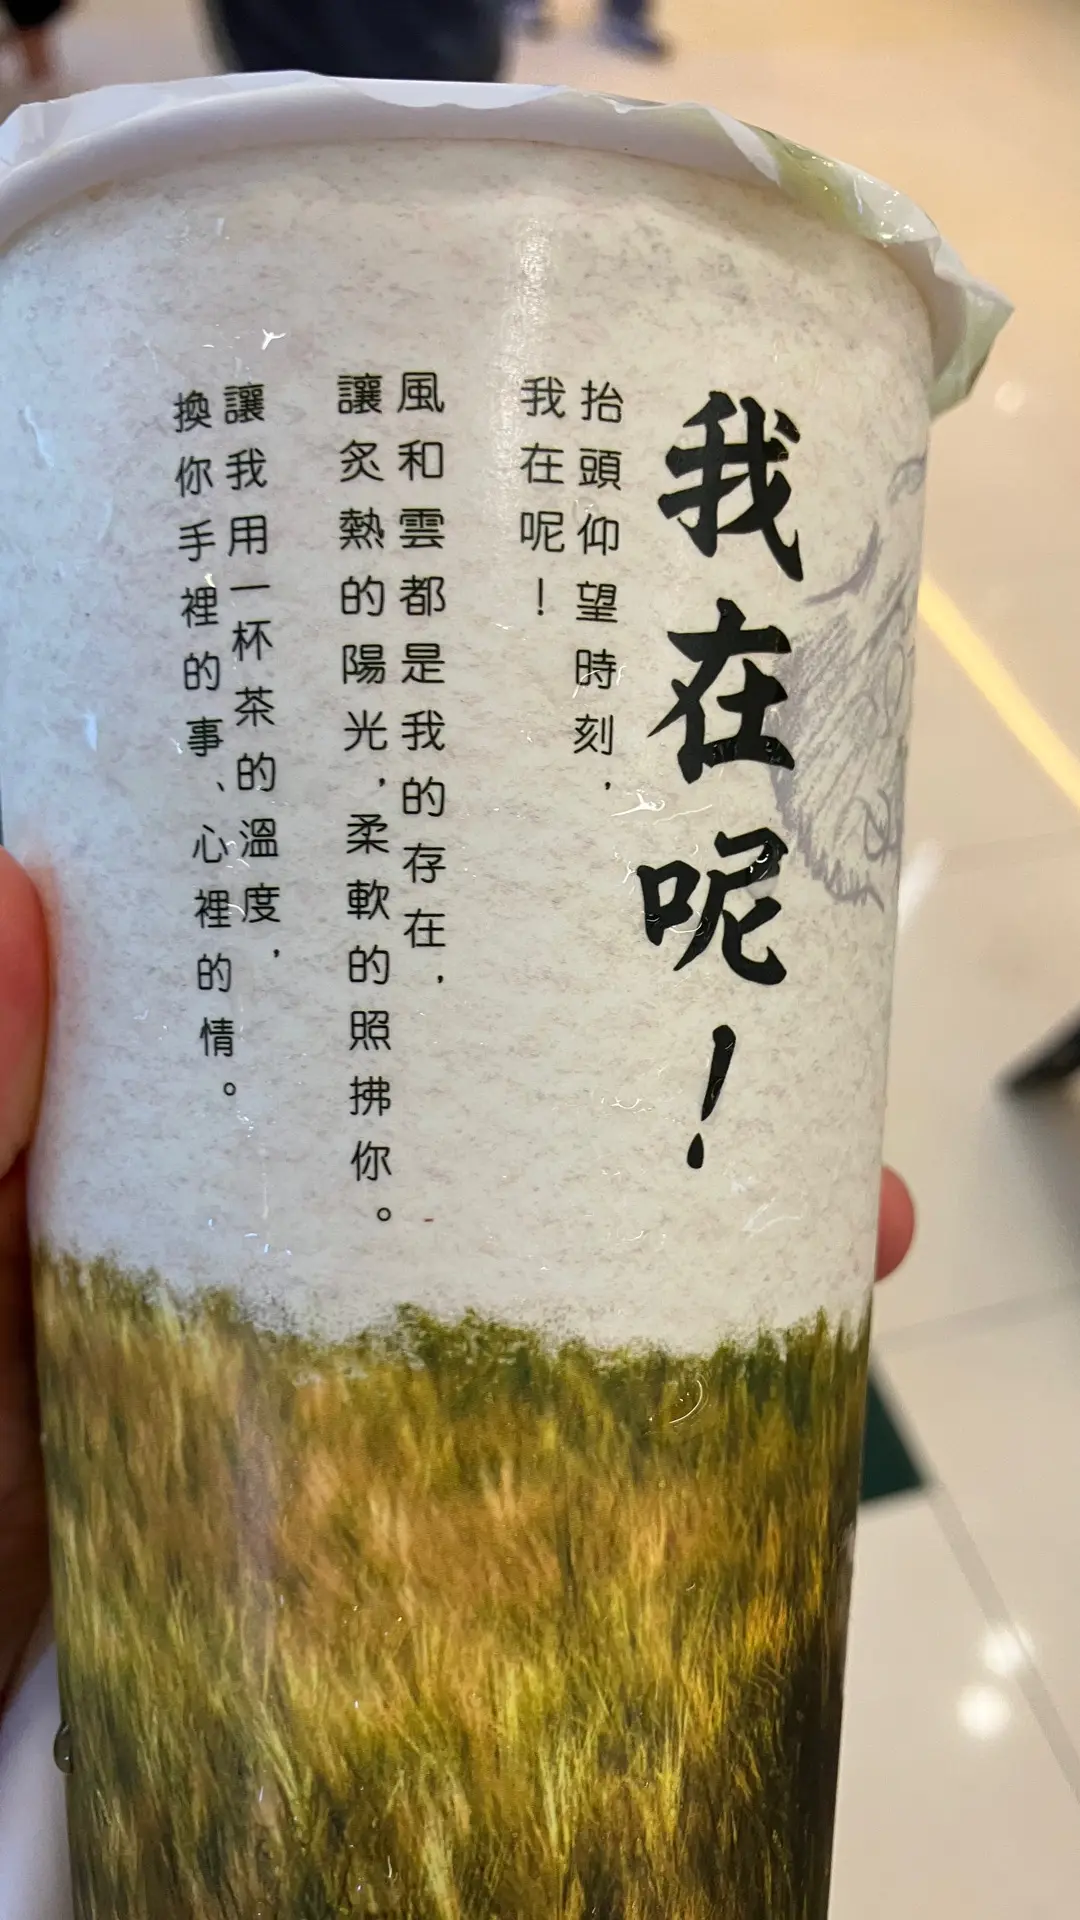 我在呢！
抬頭仰望時刻，
我在呢！
風和雲都是我的存在，
讓炙熱的陽光，柔軟的照拂你。
讓我用一杯茶的溫度，
換你手裡的事、心裡的情。